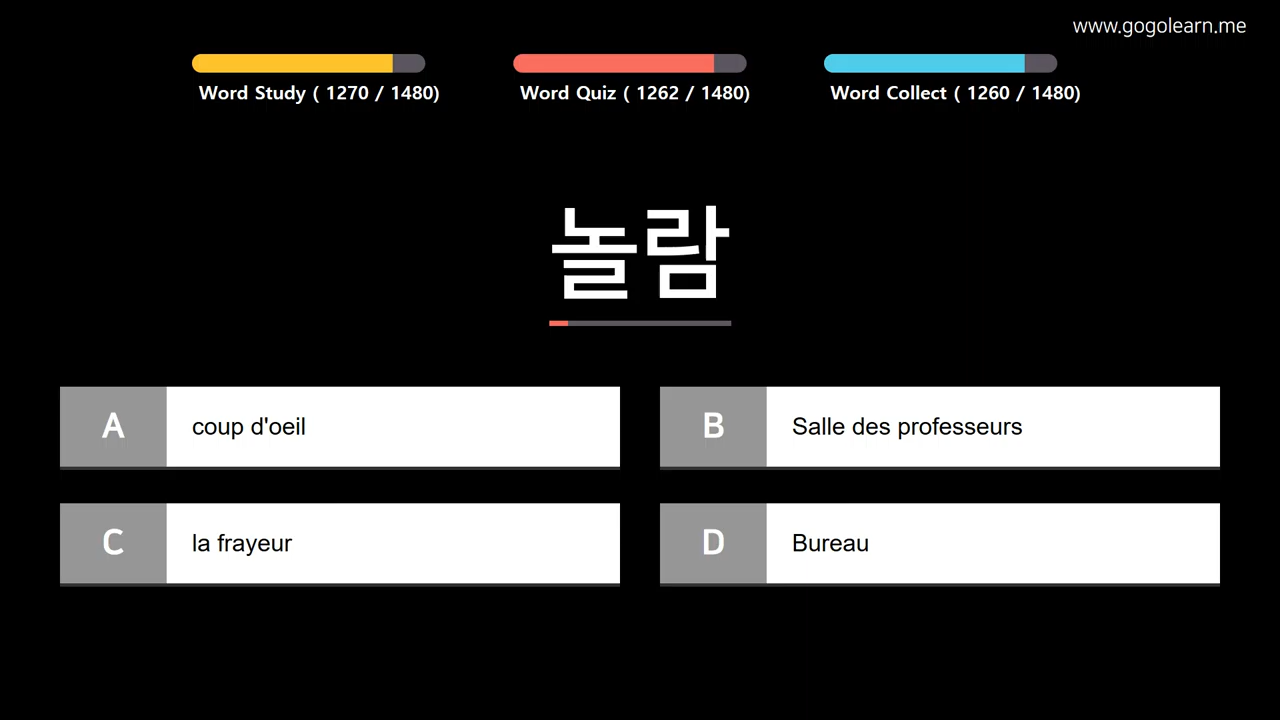 www.gogolearn.me
Word Study ( 1270 / 1480)
Word Quiz ( 1262 / 1480)
Word Collect ( 1260 / 1480)
놀람
A coup d'oeil
B Salle des professeurs
C la frayeur
D Bureau